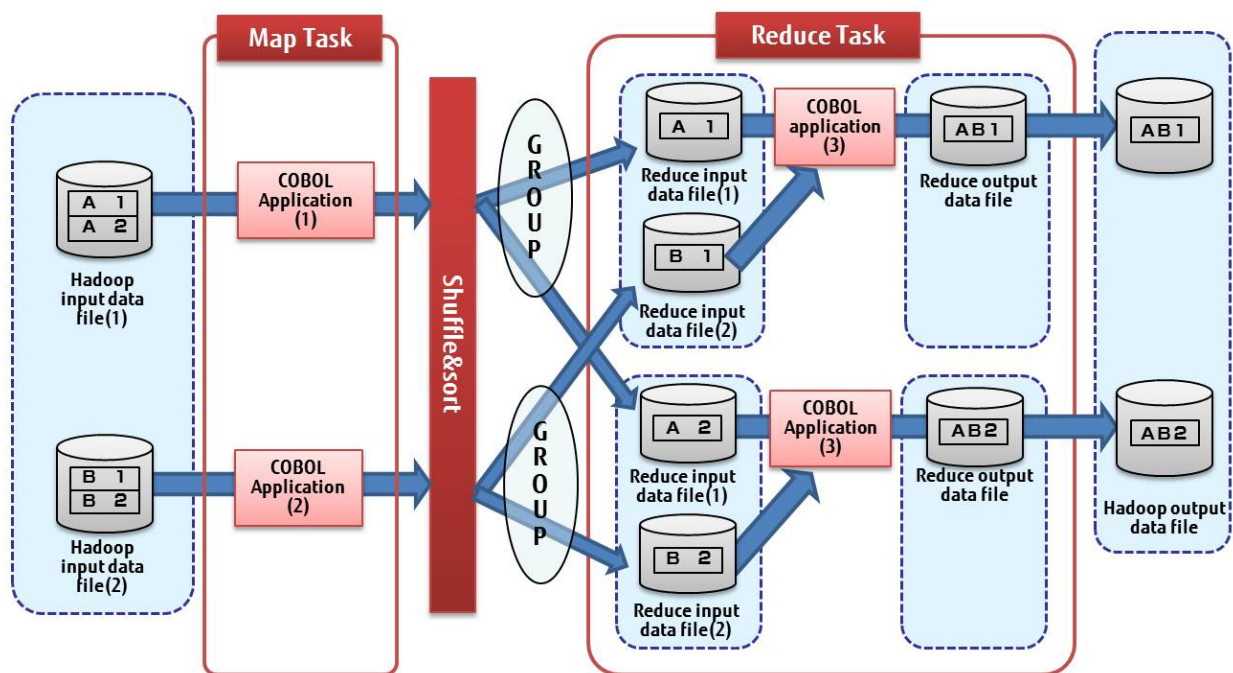 Map Task
Reduce Task
A 1
A 2
Hadoop
input data
file(1)
COBOL
Application
(1)
B 1
B 2
Hadoop
input data
file(2)
COBOL
Application
(2)
Shuffle&sort
GROUP
GROUP
A 1
Reduce input
data file(1)
B 1
Reduce input
data file(2)
COBOL
application
(3)
AB1
Reduce output
data file
AB1
A 2
Reduce input
data file(1)
B 2
Reduce input
data file(2)
COBOL
Application
(3)
AB2
Reduce output
data file
AB2
Hadoop output
data file